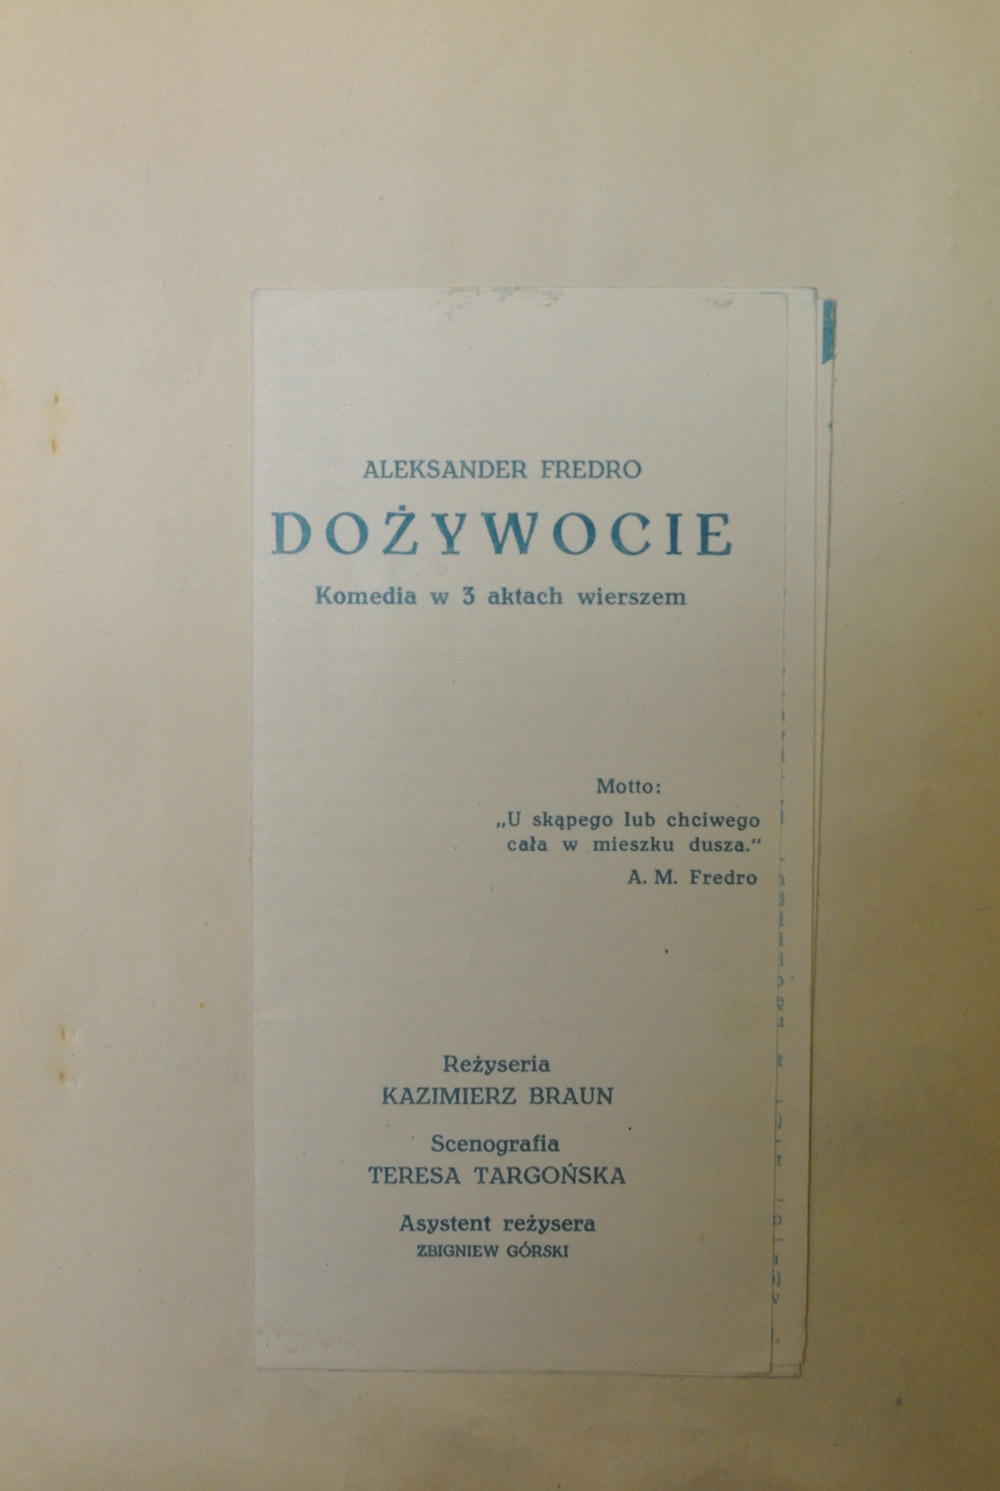 ALEKSANDER FREDRO
DOŻYWOCIE
Komedia w 3 aktach wierszem
Motto:
„U skąpego lub chciwego
cała w mieszku dusza.“
A. M. Fredro
Reżyseria
KAZIMIERZ BRAUN
Scenografia
TERESA TARGOŃSKA
Asystent reżysera
ZBIGNIEW GÓRSKI